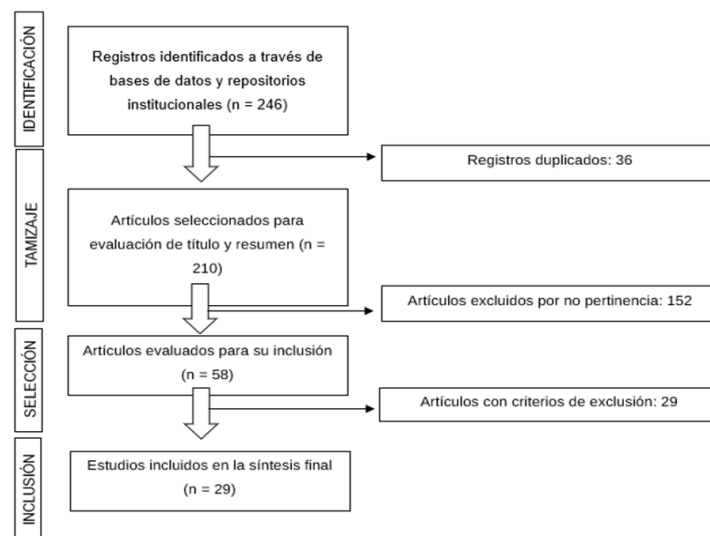 IDENTIFICACIÓN
Registros identificados a través de
bases de datos y repositorios
institucionales (n = 246)
Registros duplicados: 36
TAMIZAJE
Artículos seleccionados para
evaluación de título y resumen (n =
210)
Artículos excluidos por no pertinencia: 152
SELECCIÓN
Artículos evaluados para su inclusión
(n = 58)
Artículos con criterios de exclusión: 29
INCLUSIÓN
Estudios incluidos en la síntesis final
(n = 29)